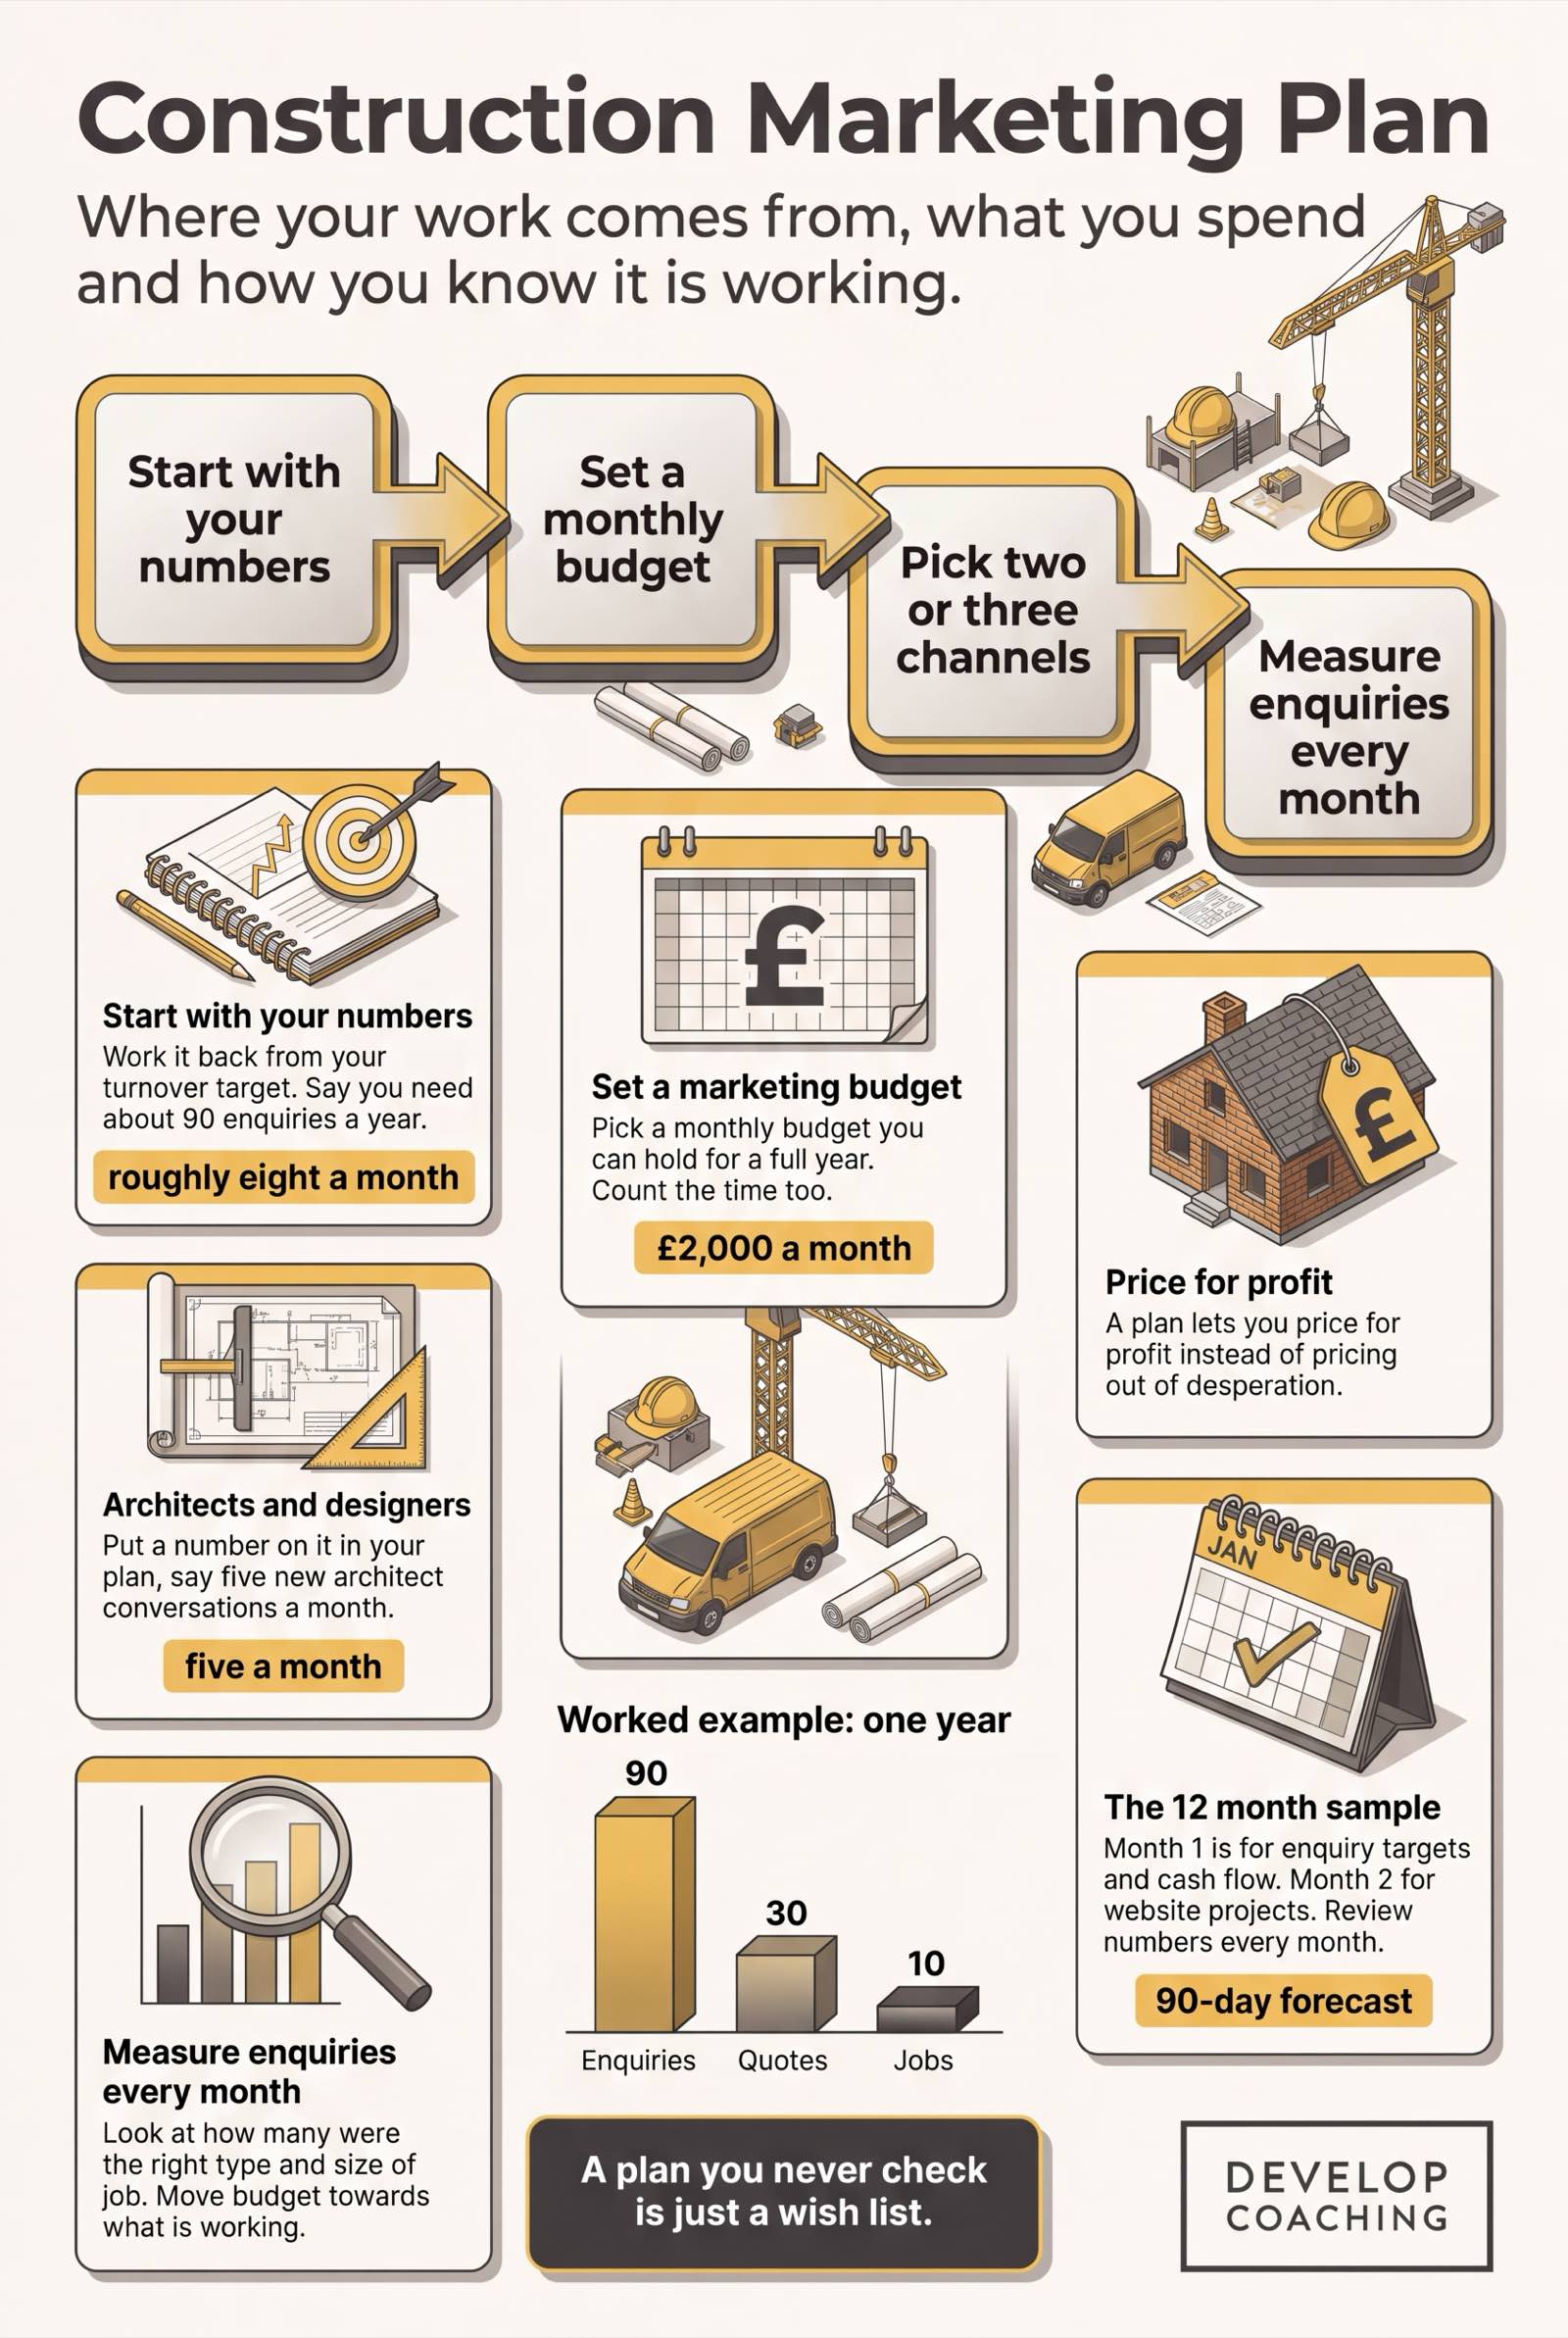 Construction Marketing Plan
Where your work comes from, what you spend
and how you know it is working.
Start with
your
numbers
Set a
monthly
budget
Pick two
or three
channels
Measure
enquiries
every
month
Start with your numbers
Work it back from your
turnover target. Say you need
about 90 enquiries a year.
roughly eight a month
£
Set a marketing budget
Pick a monthly budget you
can hold for a full year.
Count the time too.
£2,000 a month
£
Price for profit
A plan lets you price for
profit instead of pricing
out of desperation.
Architects and designers
Put a number on it in your
plan, say five new architect
conversations a month.
five a month
JAN
The 12 month sample
Month 1 is for enquiry targets
and cash flow. Month 2 for
website projects. Review
numbers every month.
90-day forecast
Measure enquiries
every month
Look at how many were
the right type and size of
job. Move budget towards
what is working.
Worked example: one year
90
30
10
Enquiries Quotes Jobs
A plan you never check
is just a wish list.
DEVELOP
COACHING